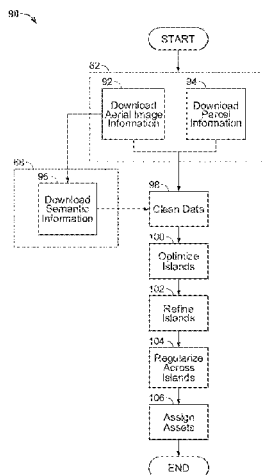 90
START
82
92
94
Download
Aerial Image
Information
Download
Parcel
Information
96
Download
Semantic
Information
98
Clean Data
100
Optimize
Islands
102
Refine
Islands
104
Regularize
Across
Islands
106
Assign
Assets
END